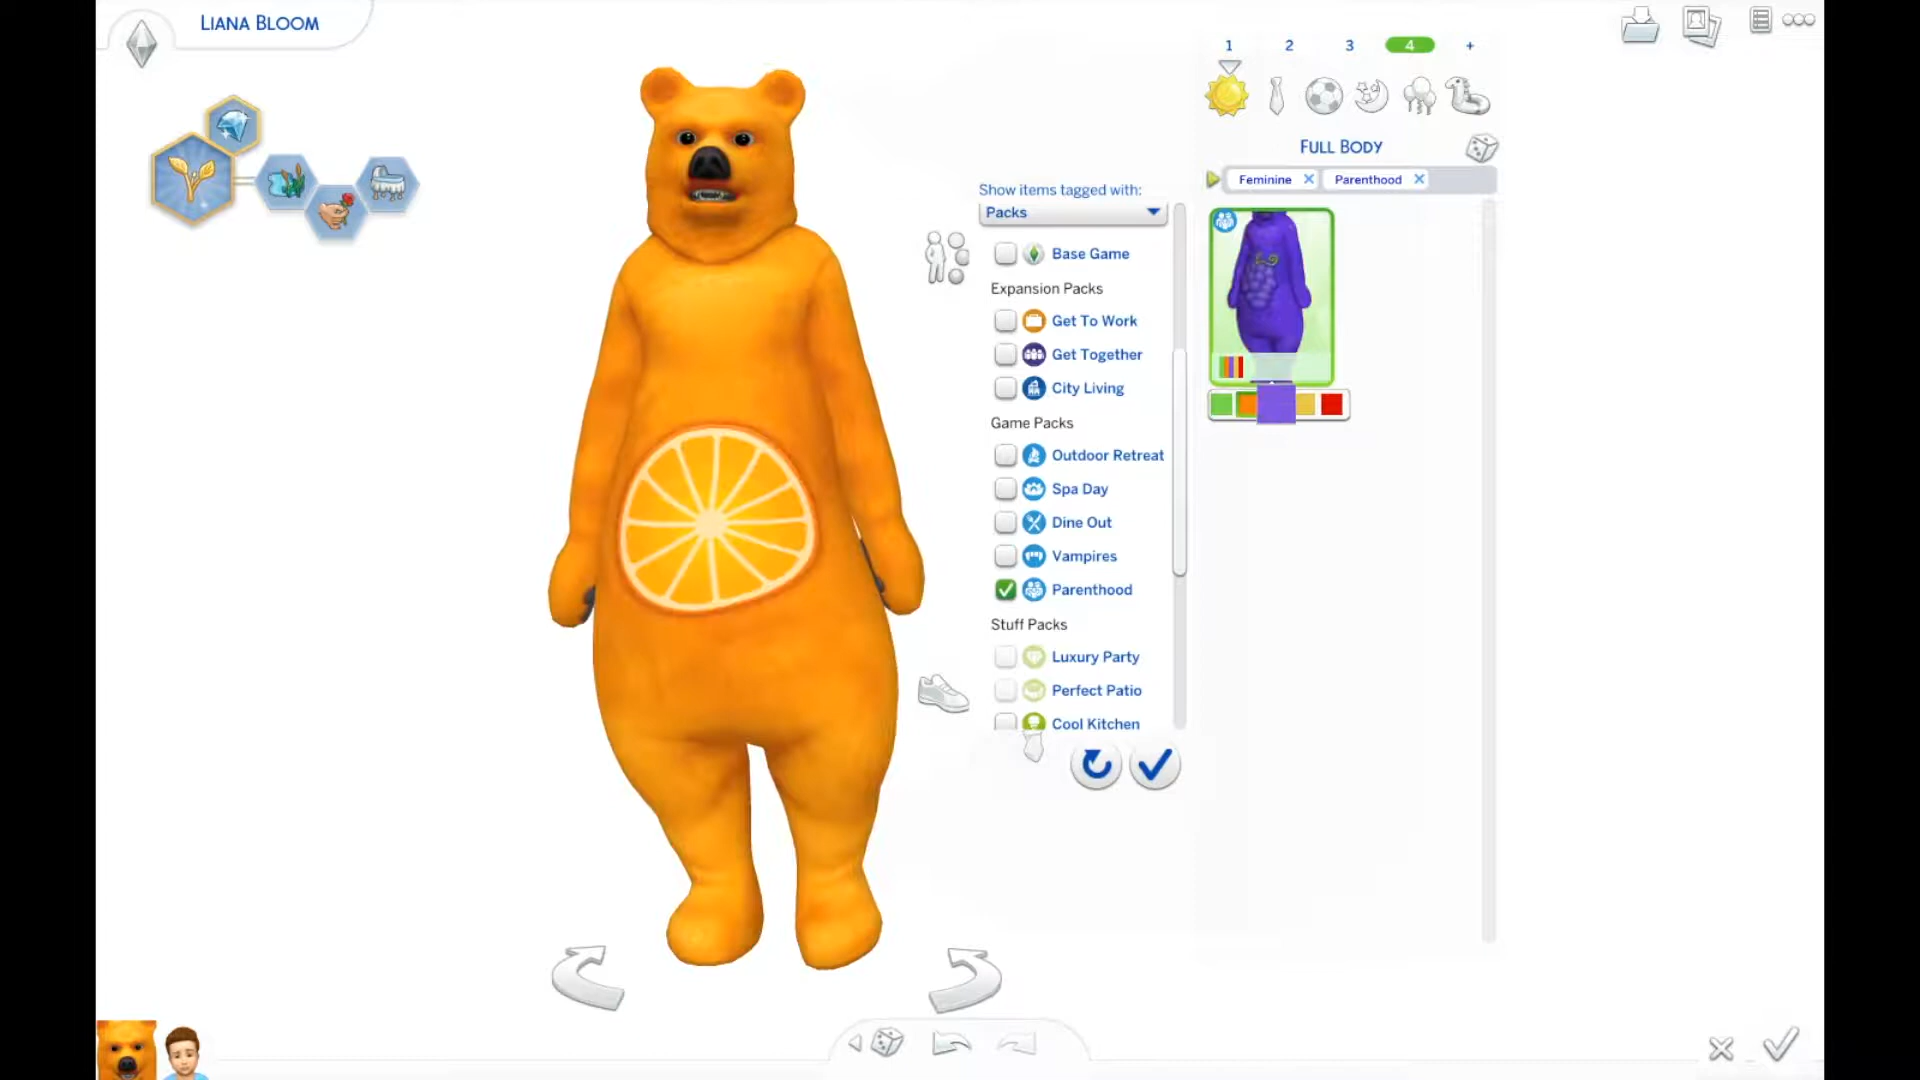 LIANA BLOOM
1 2 3 4 +
FULL BODY
Feminine Parenthood
Show items tagged with:
Packs
Base Game
Expansion Packs
Get To Work
Get Together
City Living
Game Packs
Outdoor Retreat
Spa Day
Dine Out
Vampires
Parenthood
Stuff Packs
Luxury Party
Perfect Patio
Cool Kitchen